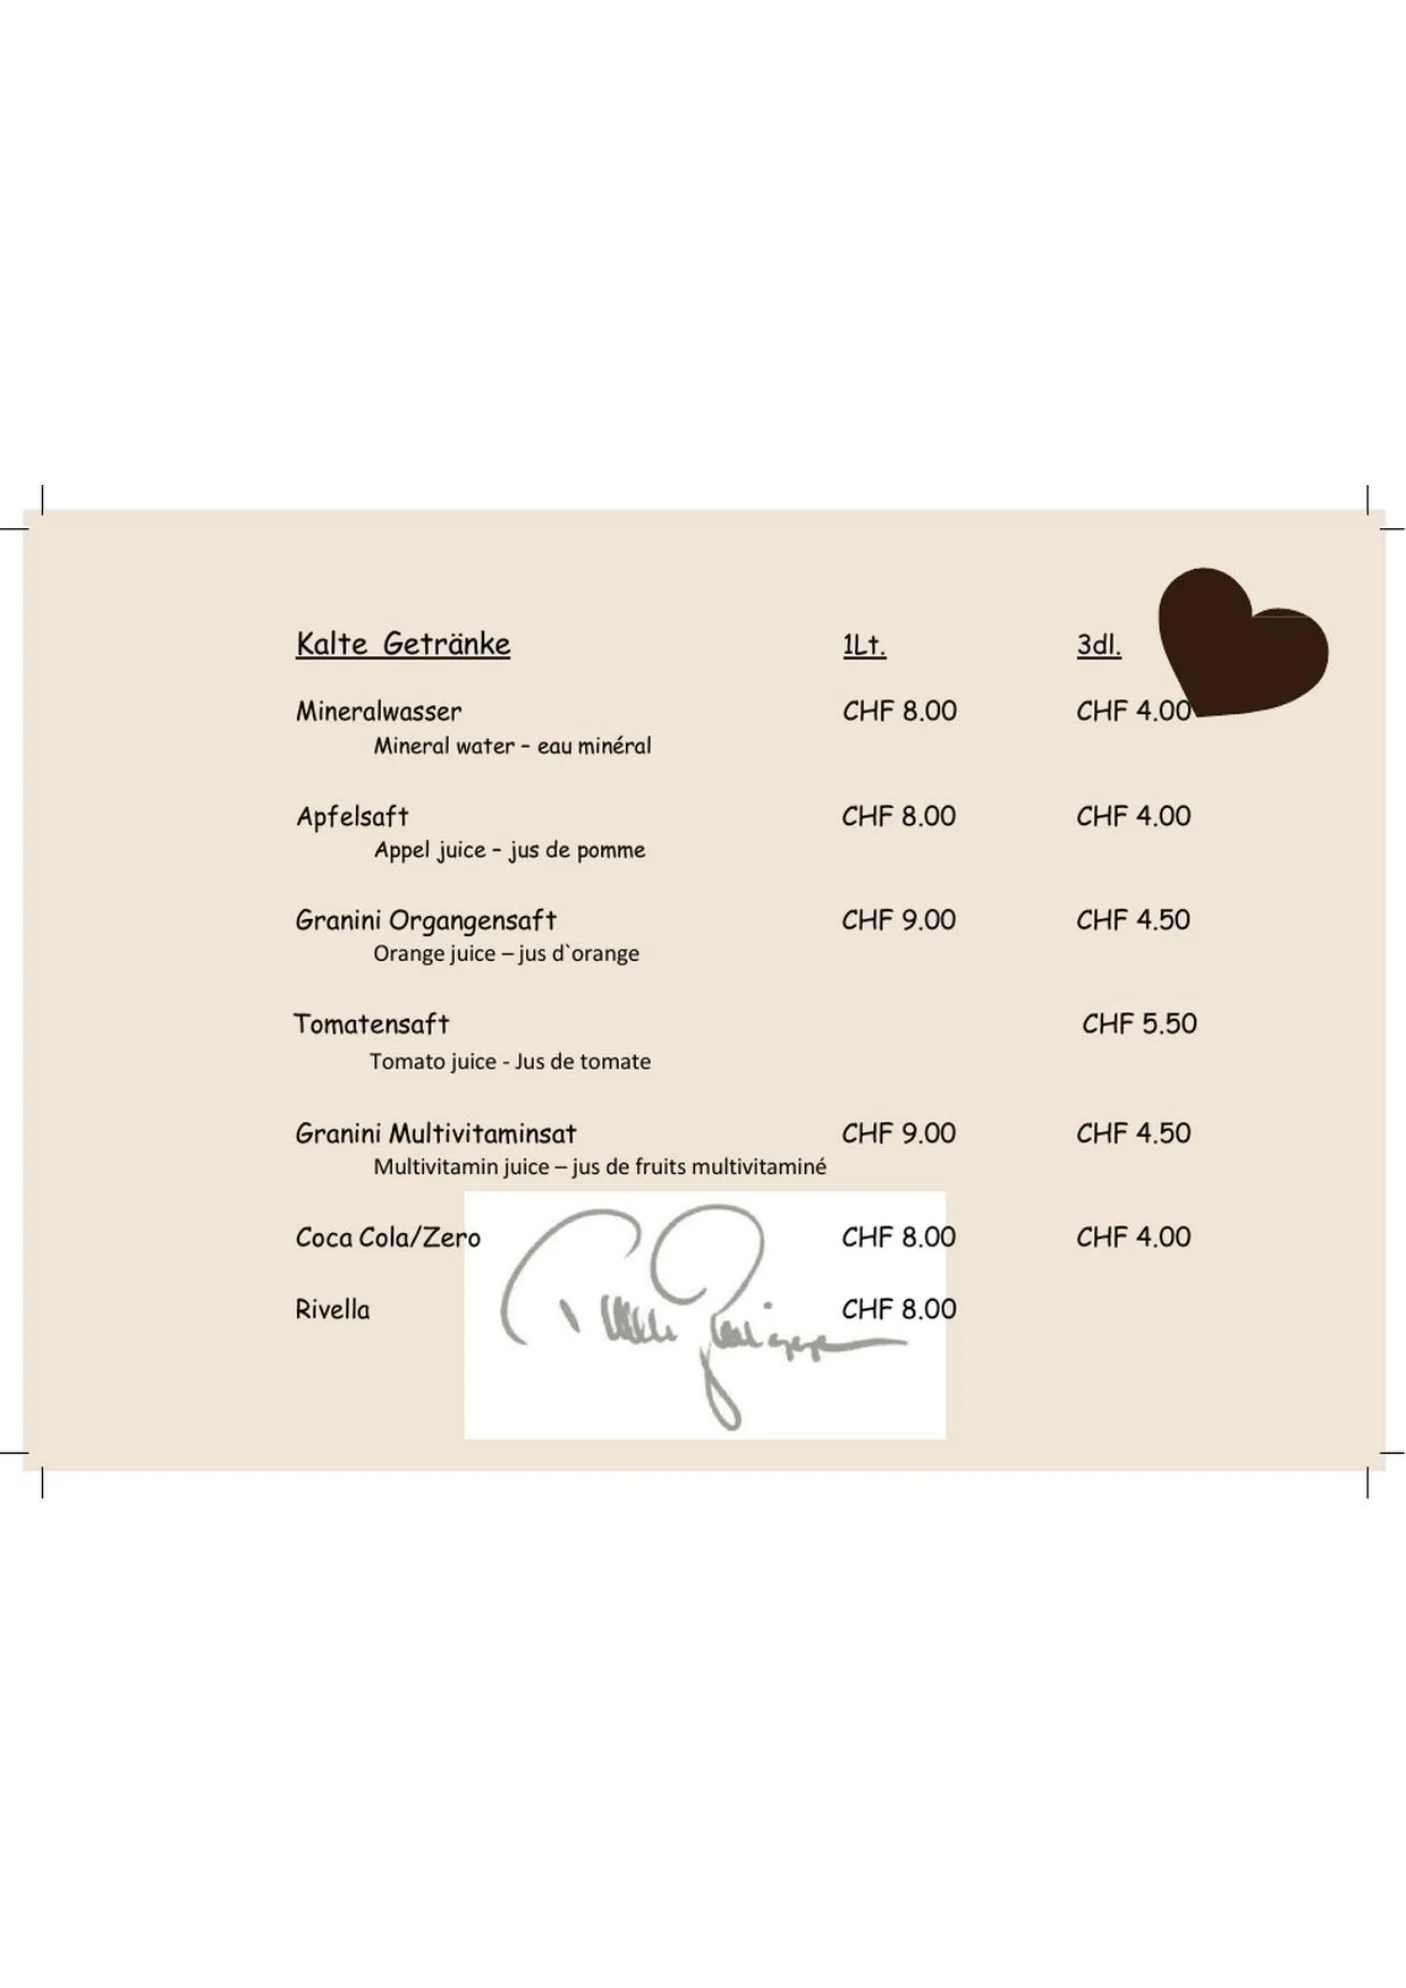 Kalte Getränke 1Lt. 3dl.
Mineralwasser CHF 8.00 CHF 4.00
Mineral water – eau minéral
Apfelsaft CHF 8.00 CHF 4.00
Appel juice – jus de pomme
Granini Organgensaft CHF 9.00 CHF 4.50
Orange juice – jus d`orange
Tomatensaft CHF 5.50
Tomato juice - Jus de tomate
Granini Multivitaminsat CHF 9.00 CHF 4.50
Multivitamin juice – jus de fruits multivitaminé
Coca Cola/Zero CHF 8.00 CHF 4.00
Rivella CHF 8.00